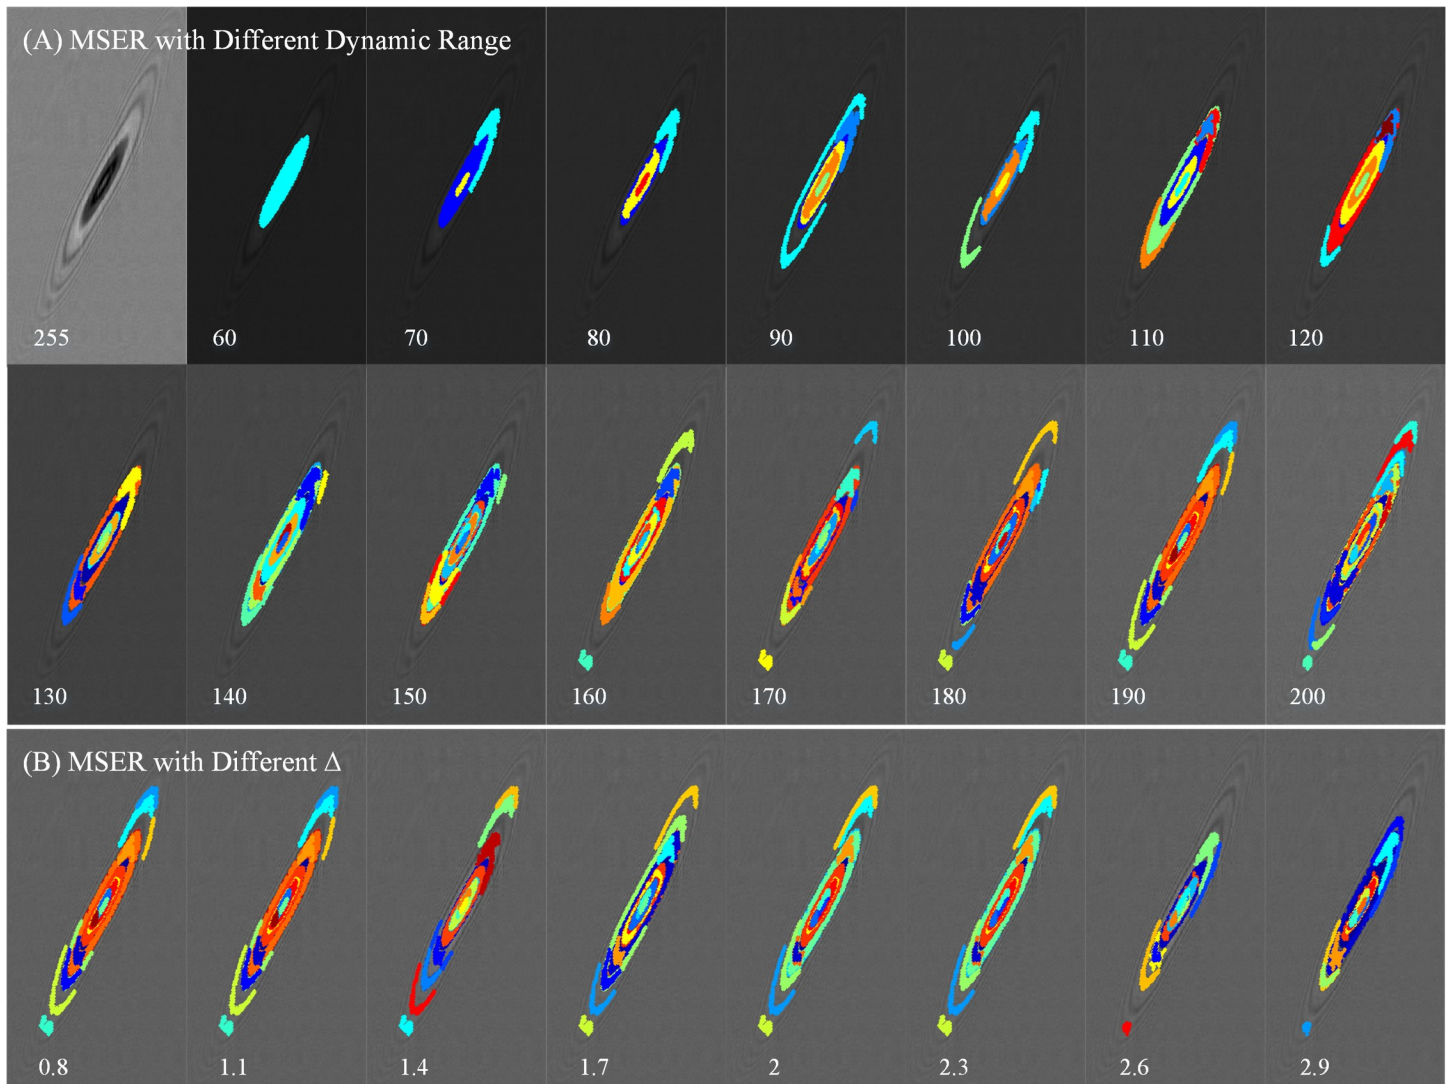 (A) MSER with Different Dynamic Range
255 60 70 80 90 100 110 120
130 140 150 160 170 180 190 200
(B) MSER with Different Δ
0.8 1.1 1.4 1.7 2 2.3 2.6 2.9